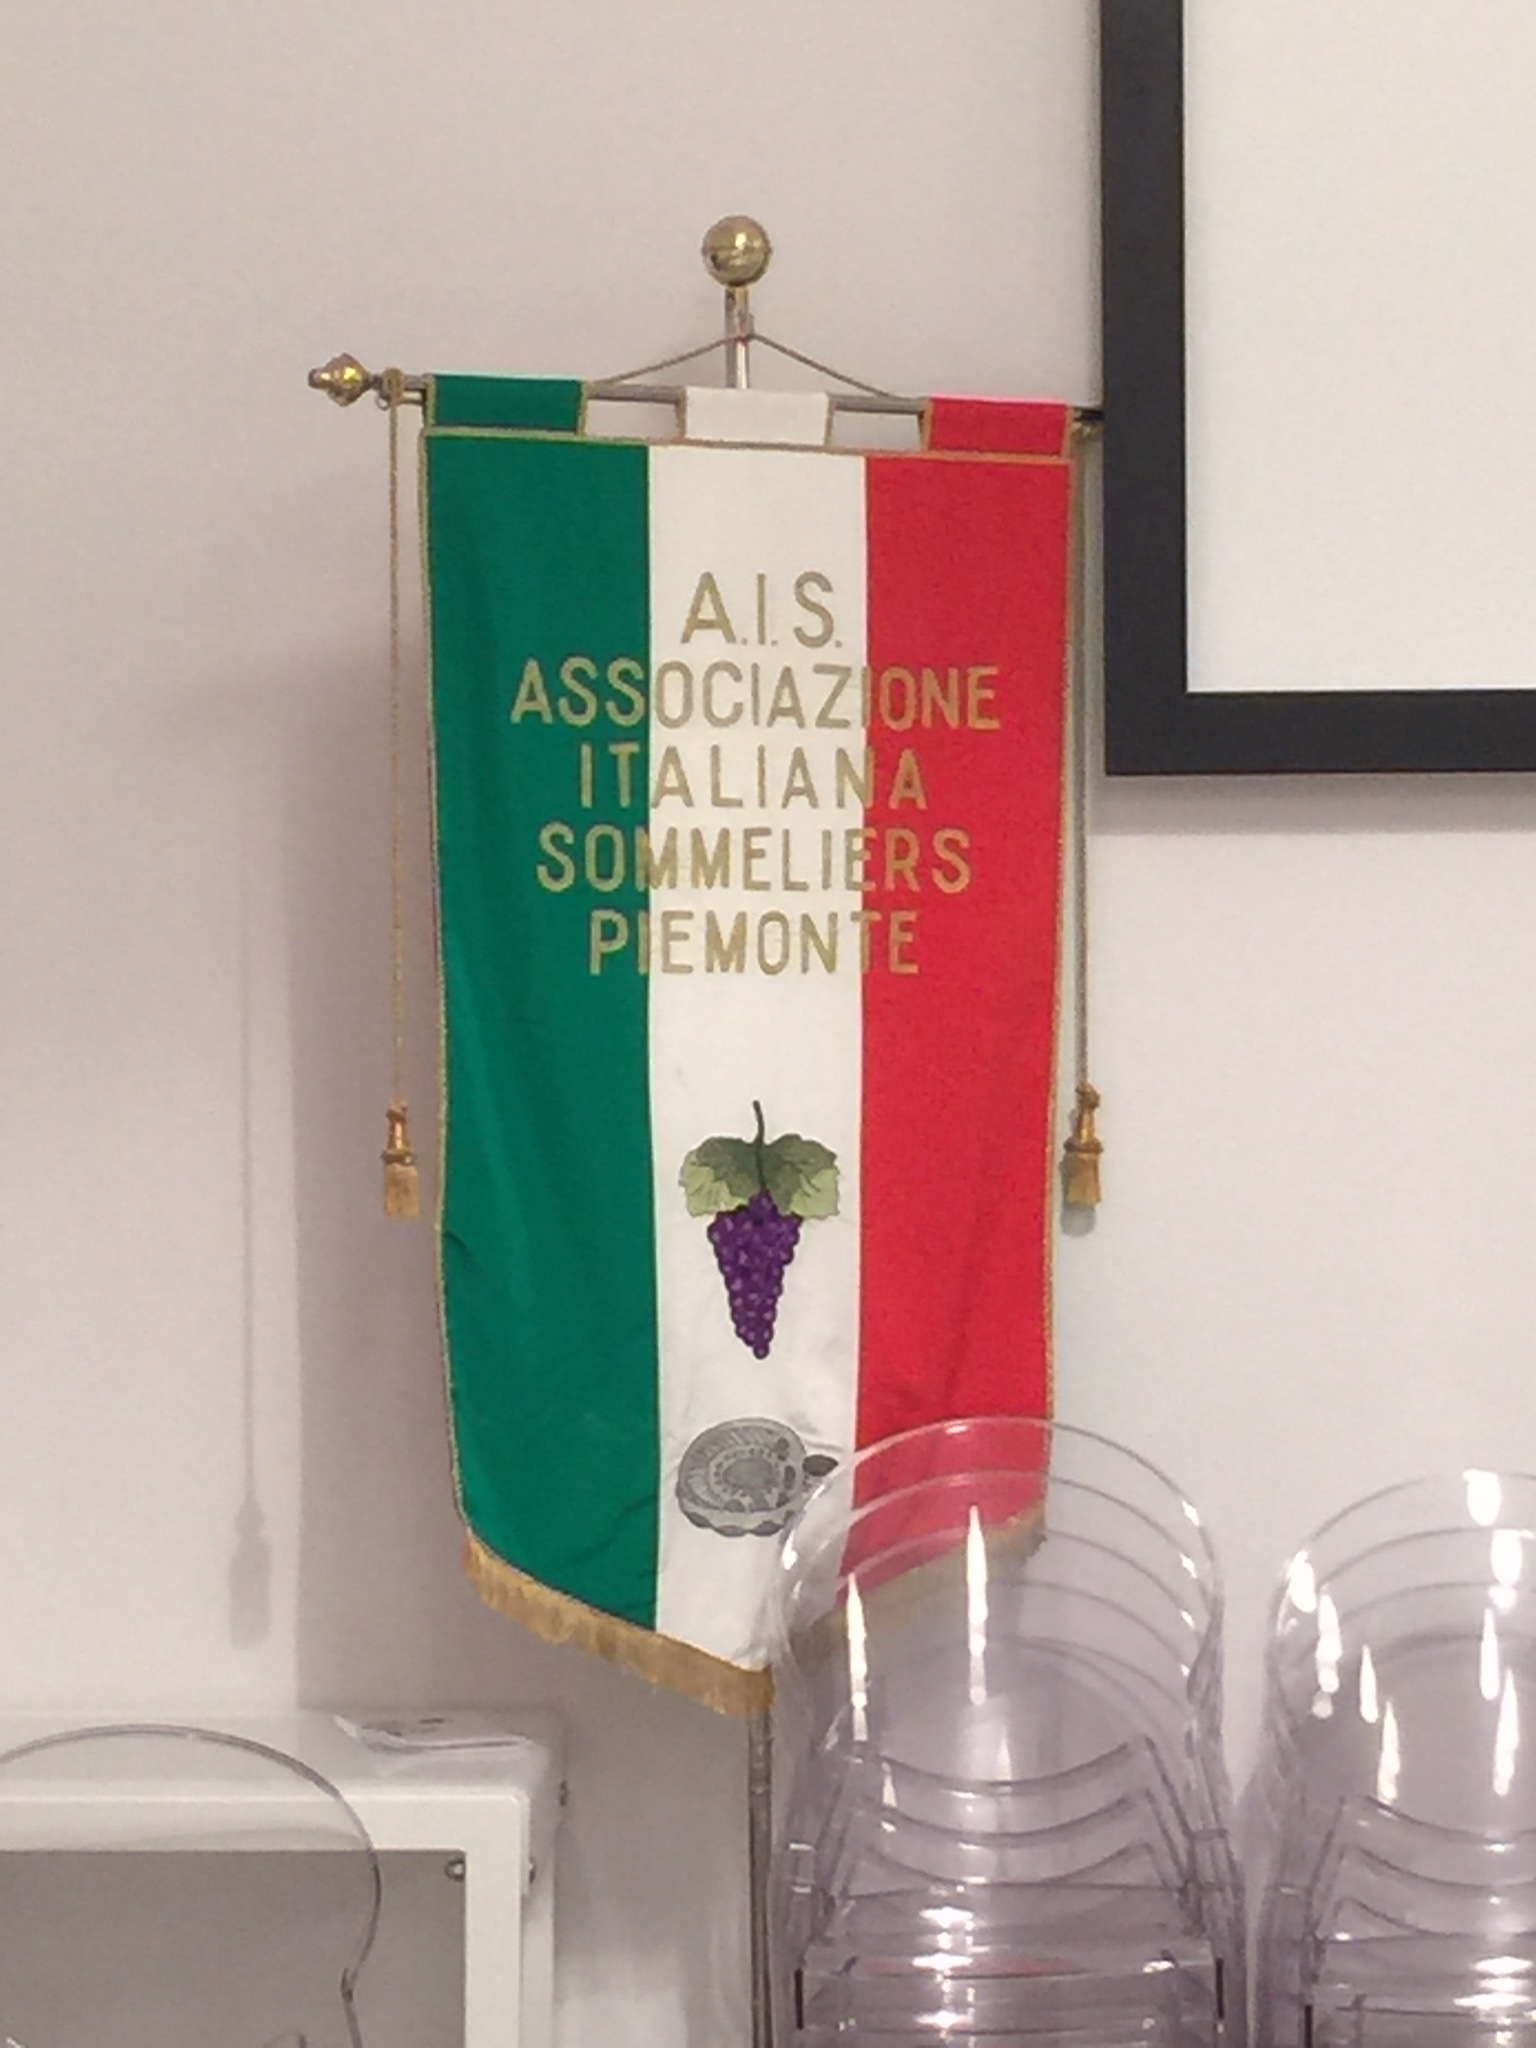 A.I.S.
ASSOCIAZIONE
ITALIANA
SOMMELIERS
PIEMONTE